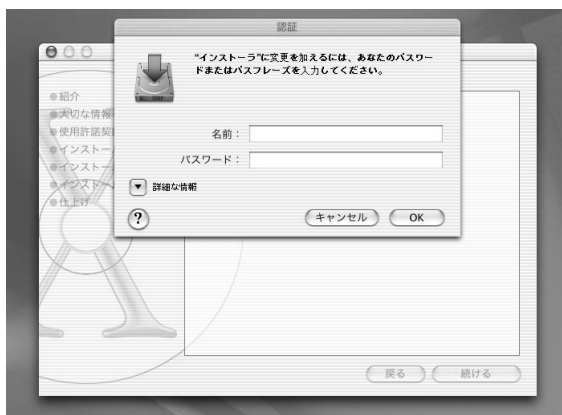 認証
"インストーラ"に変更を加えるには、あなたのパスワー
ドまたはパスフレーズを入力してください。
名前：
パスワード：
詳細な情報
?
キャンセル
OK
紹介
大切な情報
使用許諾契
インストー
インストー
インストー
仕上げ
戻る
続ける